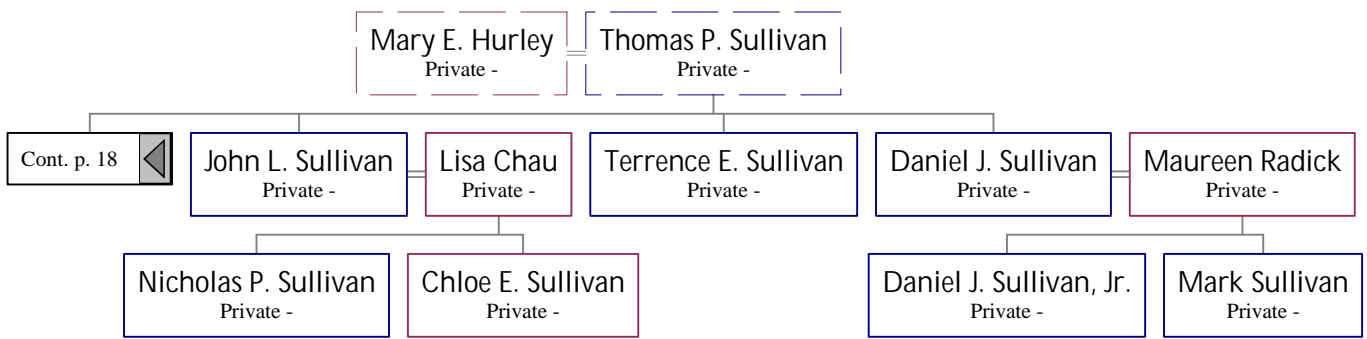 Mary E. Hurley
Private -
Thomas P. Sullivan
Private -
Cont. p. 18
John L. Sullivan
Private -
Lisa Chau
Private -
Terrence E. Sullivan
Private -
Daniel J. Sullivan
Private -
Maureen Radick
Private -
Nicholas P. Sullivan
Private -
Chloe E. Sullivan
Private -
Daniel J. Sullivan, Jr.
Private -
Mark Sullivan
Private -